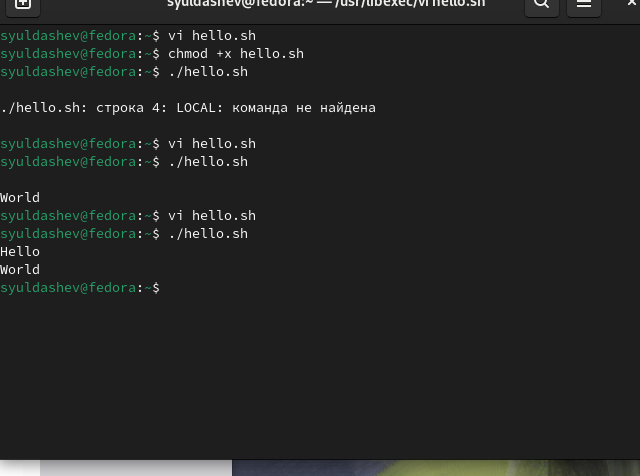 syuldashev@fedora:~ — /usr/libexec/vi hello.sh
syuldashev@fedora:~$ vi hello.sh
syuldashev@fedora:~$ chmod +x hello.sh
syuldashev@fedora:~$ ./hello.sh
./hello.sh: строка 4: LOCAL: команда не найдена
syuldashev@fedora:~$ vi hello.sh
syuldashev@fedora:~$ ./hello.sh
World
syuldashev@fedora:~$ vi hello.sh
syuldashev@fedora:~$ ./hello.sh
Hello
World
syuldashev@fedora:~$